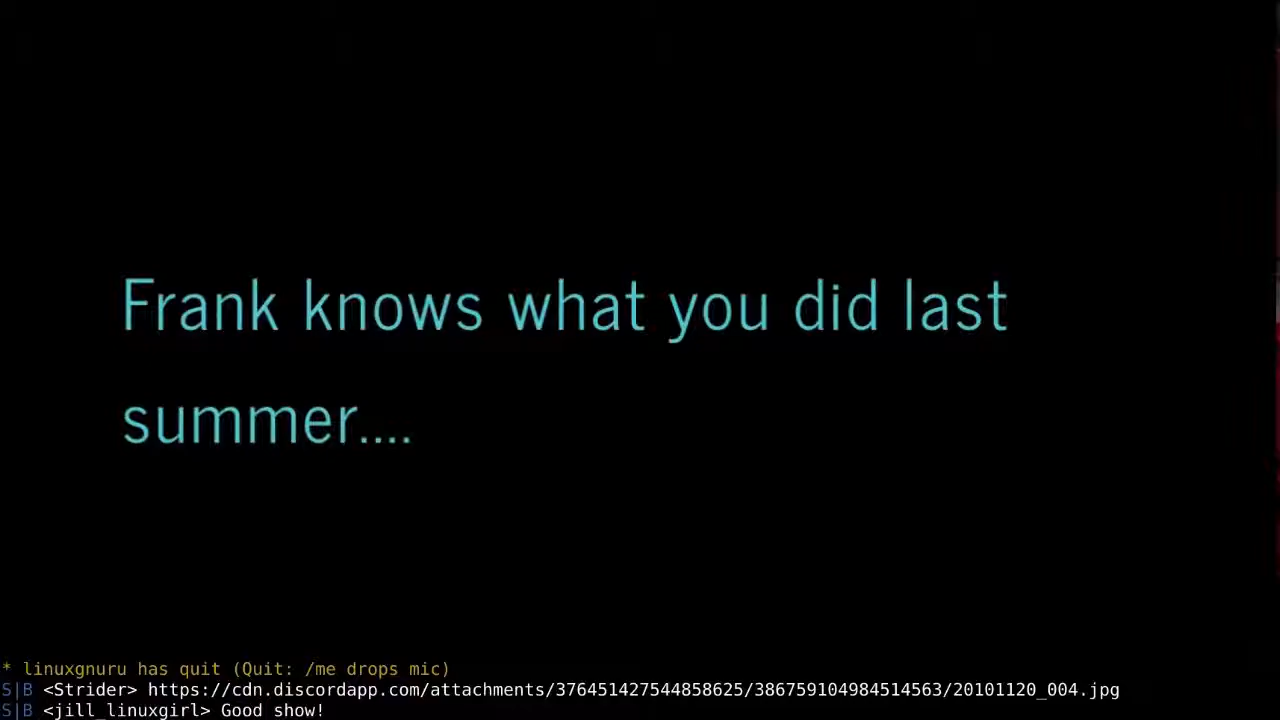 Frank knows what you did last
summer....
* linuxgnuru has quit (Quit: /me drops mic)
S|B <Strider> https://cdn.discordapp.com/attachments/376451427544858625/386759104984514563/20101120_004.jpg
S|B <jill_linuxgirl> Good show!